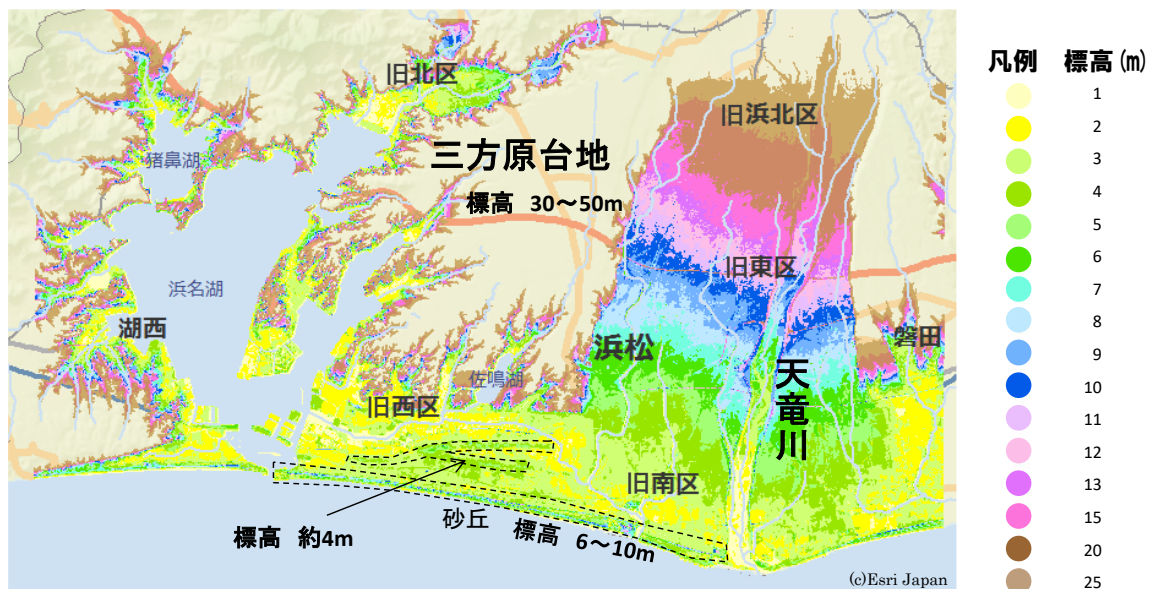 旧北区
旧浜北区
猪鼻湖
三方原台地
標高 30～50m
旧東区
浜名湖
湖西
浜松
磐田
佐鳴湖
天竜川
旧西区
旧南区
砂丘
標高 約4m
標高 6～10m
(c)Esri Japan
凡例 標高(m)
1
2
3
4
5
6
7
8
9
10
11
12
13
15
20
25